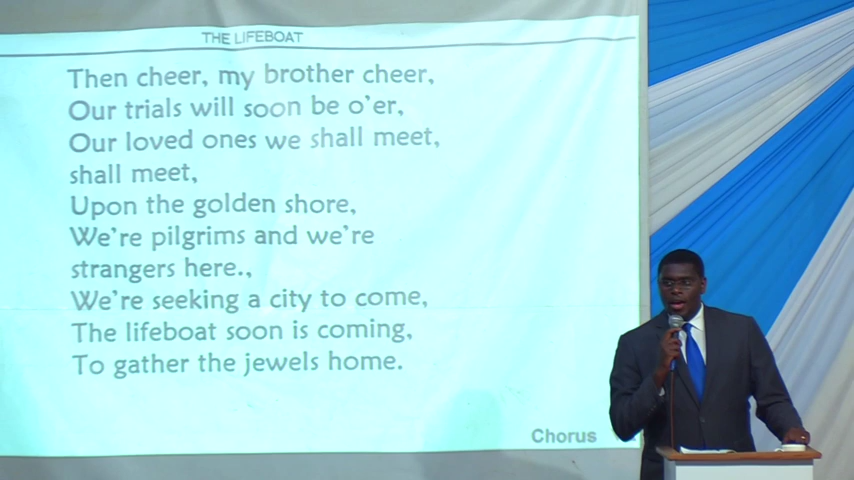 THE LIFEBOAT
Then cheer, my brother cheer,
Our trials will soon be o'er,
Our loved ones we shall meet,
shall meet,
Upon the golden shore,
We're pilgrims and we're
strangers here.,
We're seeking a city to come,
The lifeboat soon is coming,
To gather the jewels home.
Chorus